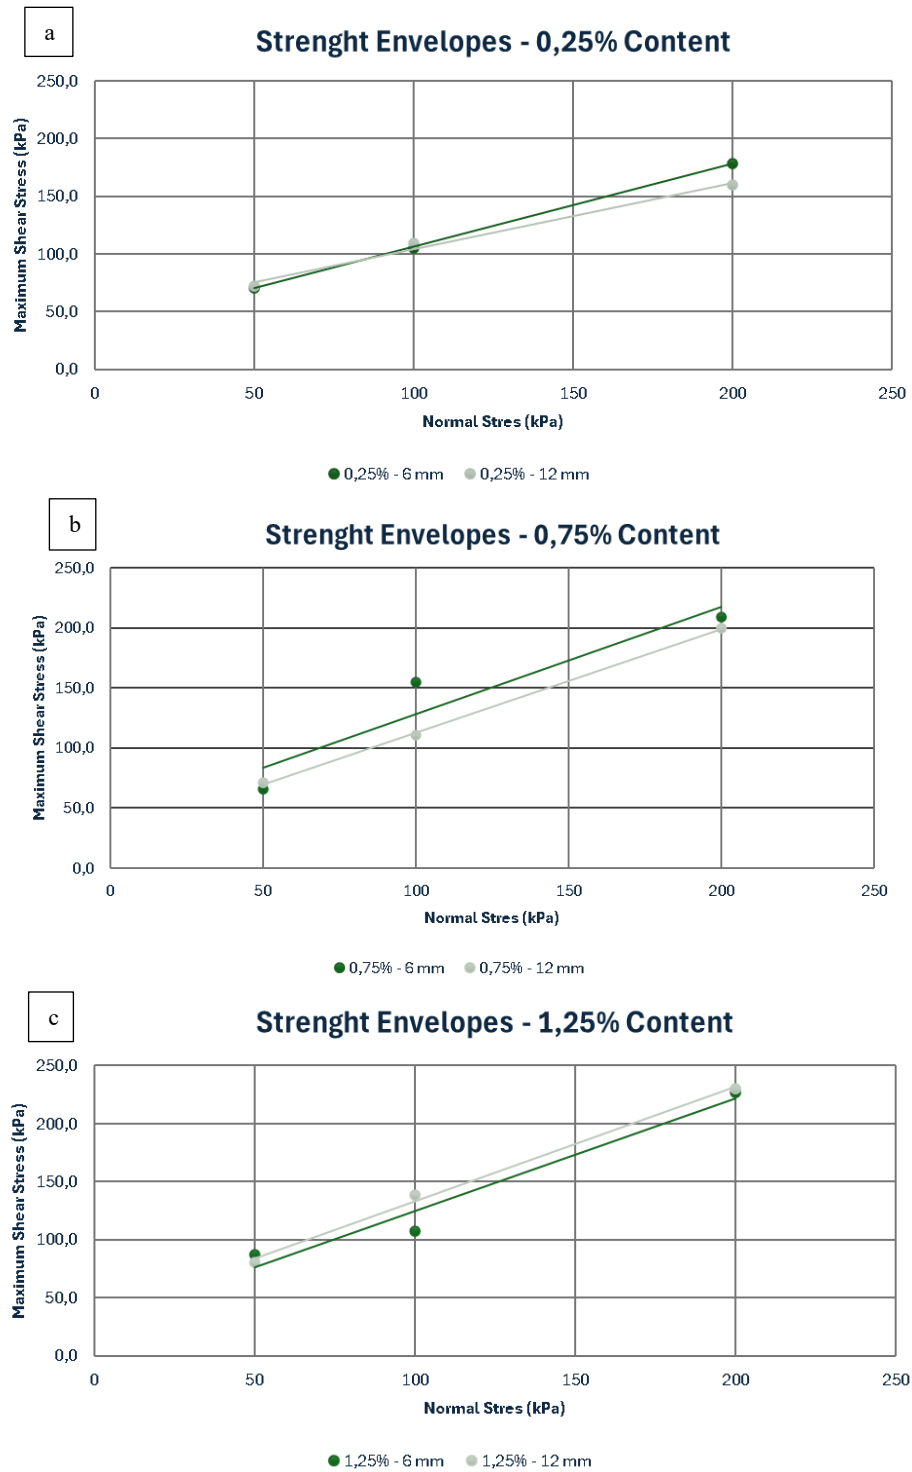 a
Strenght Envelopes - 0,25% Content
Maximum Shear Stress (kPa)
250,0
200,0
150,0
100,0
50,0
0,0
0 50 100 150 200 250
Normal Stres (kPa)
0,25% - 6 mm 0,25% - 12 mm
b
Strenght Envelopes - 0,75% Content
Maximum Shear Stress (kPa)
250,0
200,0
150,0
100,0
50,0
0,0
0 50 100 150 200 250
Normal Stres (kPa)
0,75% - 6 mm 0,75% - 12 mm
c
Strenght Envelopes - 1,25% Content
Maximum Shear Stress (kPa)
250,0
200,0
150,0
100,0
50,0
0,0
0 50 100 150 200 250
Normal Stres (kPa)
1,25% - 6 mm 1,25% - 12 mm